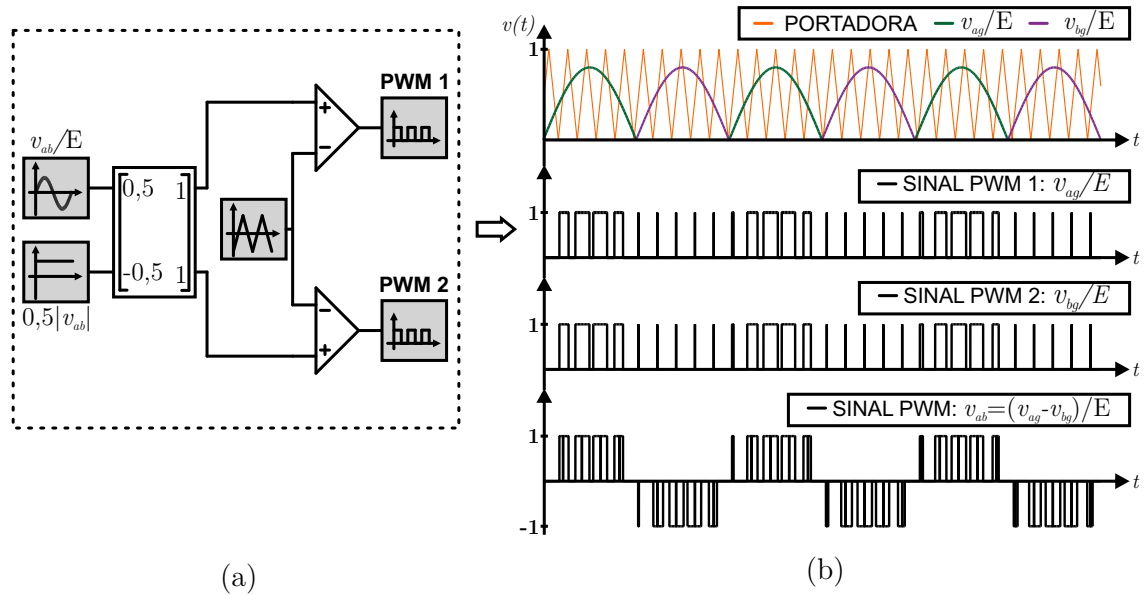 PWM 1
v_ab/E
0,5 1
-0,5 1
0,5|v_ab|
PWM 2
(a)
v(t)
PORTADORA v_ag/E v_bg/E
1
t
SINAL PWM 1: v_ag/E
1
t
SINAL PWM 2: v_bg/E
1
t
SINAL PWM: v_ab=(v_ag-v_bg)/E
1
t
-1
(b)